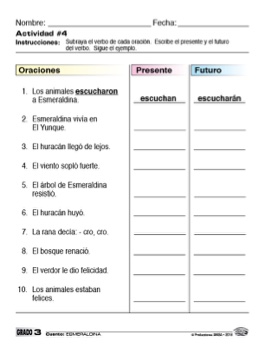 Nombre: Fecha:
Actividad #4
Instrucciones: Subraya el verbo de cada oración. Escribe el presente y el futuro
del verbo. Sigue el ejemplo.
Oraciones Presente Futuro
1. Los animales escucharon
a Esmeraldina. escuchan escucharán
2. Esmeraldina vivía en
El Yunque.
3. El huracán llegó de lejos.
4. El viento sopló fuerte.
5. El árbol de Esmeraldina
resistió.
6. El huracán huyó.
7. La rana decía: - cro, cro.
8. El bosque renació.
9. El verdor le dio felicidad.
10. Los animales estaban
felices.
GRADO 3 Cuento: ESMERALDINA